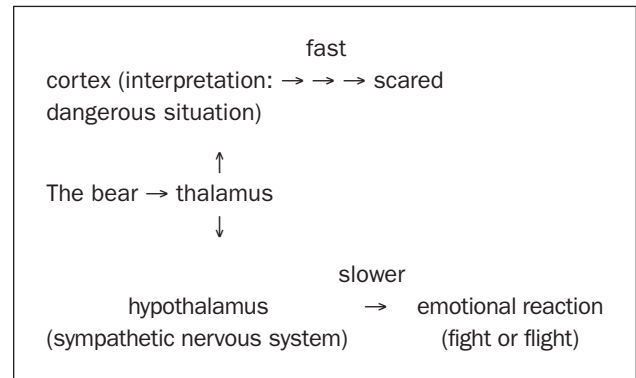 fast
cortex (interpretation: → → → scared
dangerous situation)
↑
The bear → thalamus
↓
slower
hypothalamus → emotional reaction
(sympathetic nervous system) (fight or flight)